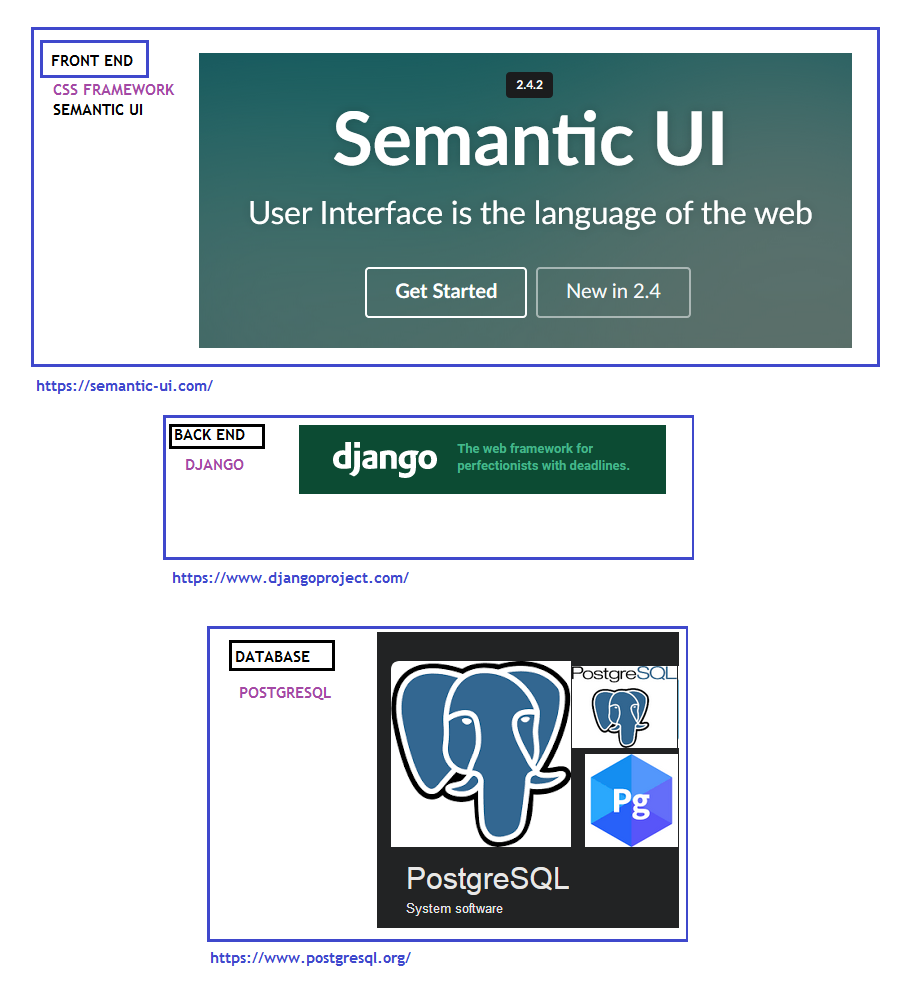 FRONT END
CSS FRAMEWORK
SEMANTIC UI
2.4.2
Semantic UI
User Interface is the language of the web
Get Started
New in 2.4
https://semantic-ui.com/
BACK END
DJANGO
django
The web framework for
perfectionists with deadlines.
https://www.djangoproject.com/
DATABASE
POSTGRESQL
PostgreSQL
Pg
PostgreSQL
System software
https://www.postgresql.org/